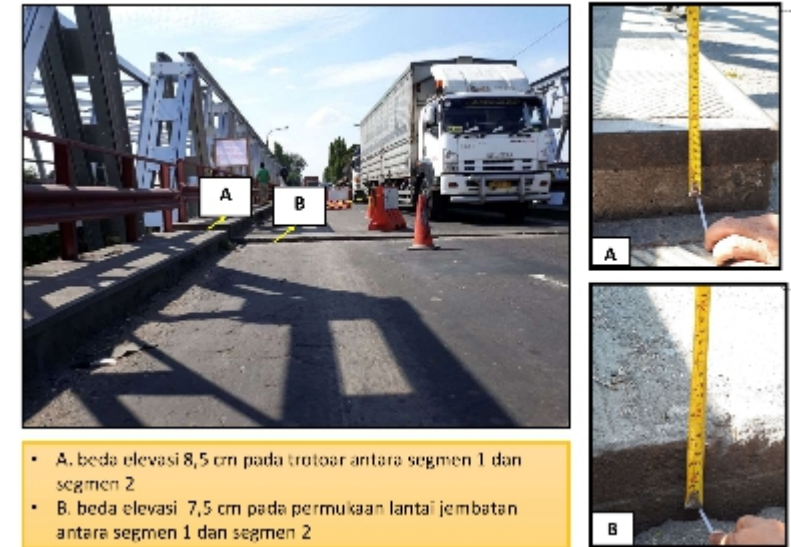 A
B
A
B
• A. beda elevasi 8,5 cm pada trotoar antara segmen 1 dan
segmen 2
• B. beda elevasi 7,5 cm pada permukaan lantai jembatan
antara segmen 1 dan segmen 2